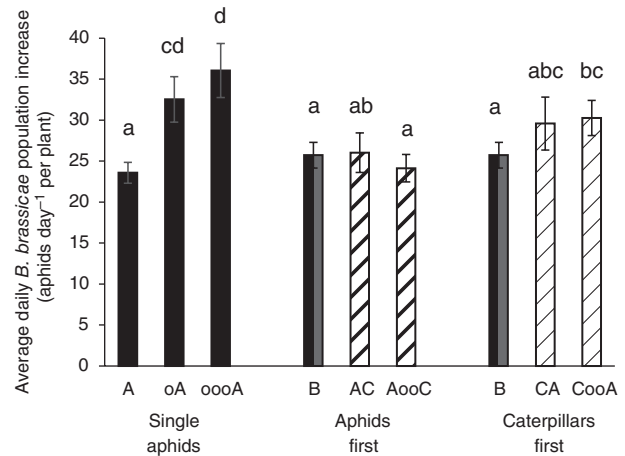 Average daily B. brassicae population increase
(aphids day–1 per plant)
45
40
35
30
25
20
15
10
5
0
a
cd
d
a
ab
a
a
abc
bc
A oA oooA B AC AooC B CA CooA
Single Aphids Caterpillars
aphids first first